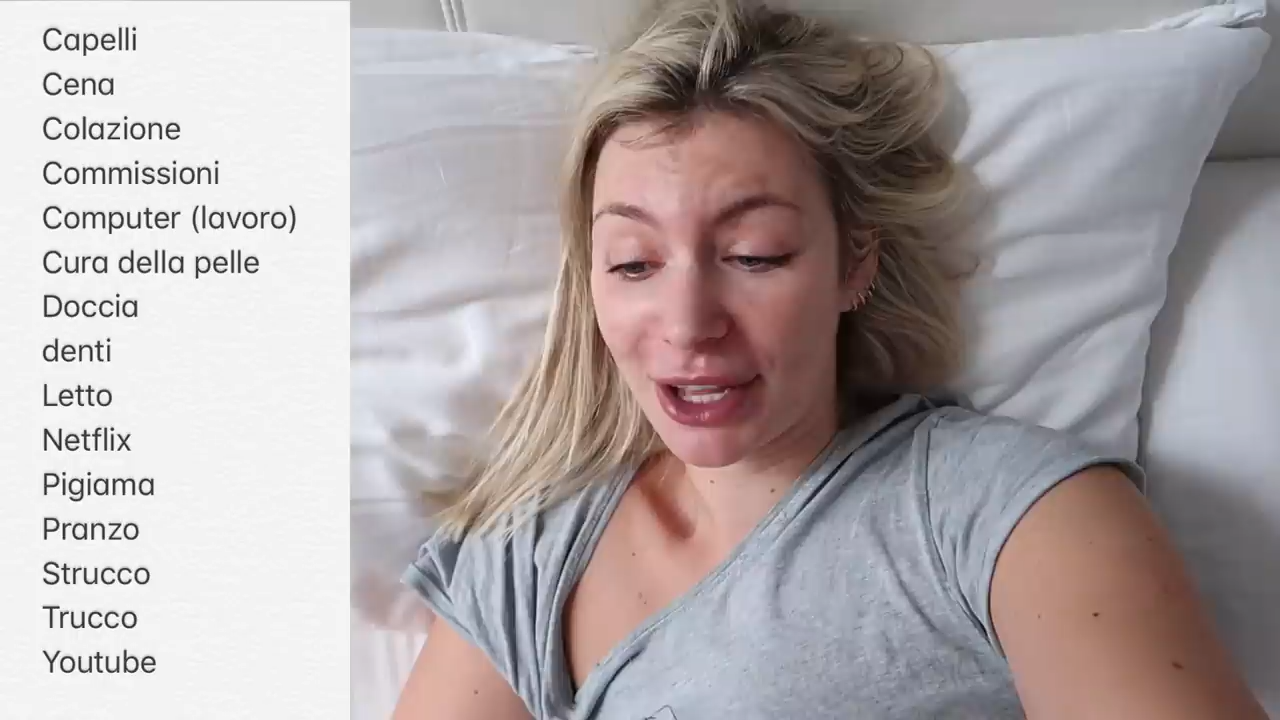 Capelli
Cena
Colazione
Commissioni
Computer (lavoro)
Cura della pelle
Doccia
denti
Letto
Netflix
Pigiama
Pranzo
Strucco
Trucco
Youtube